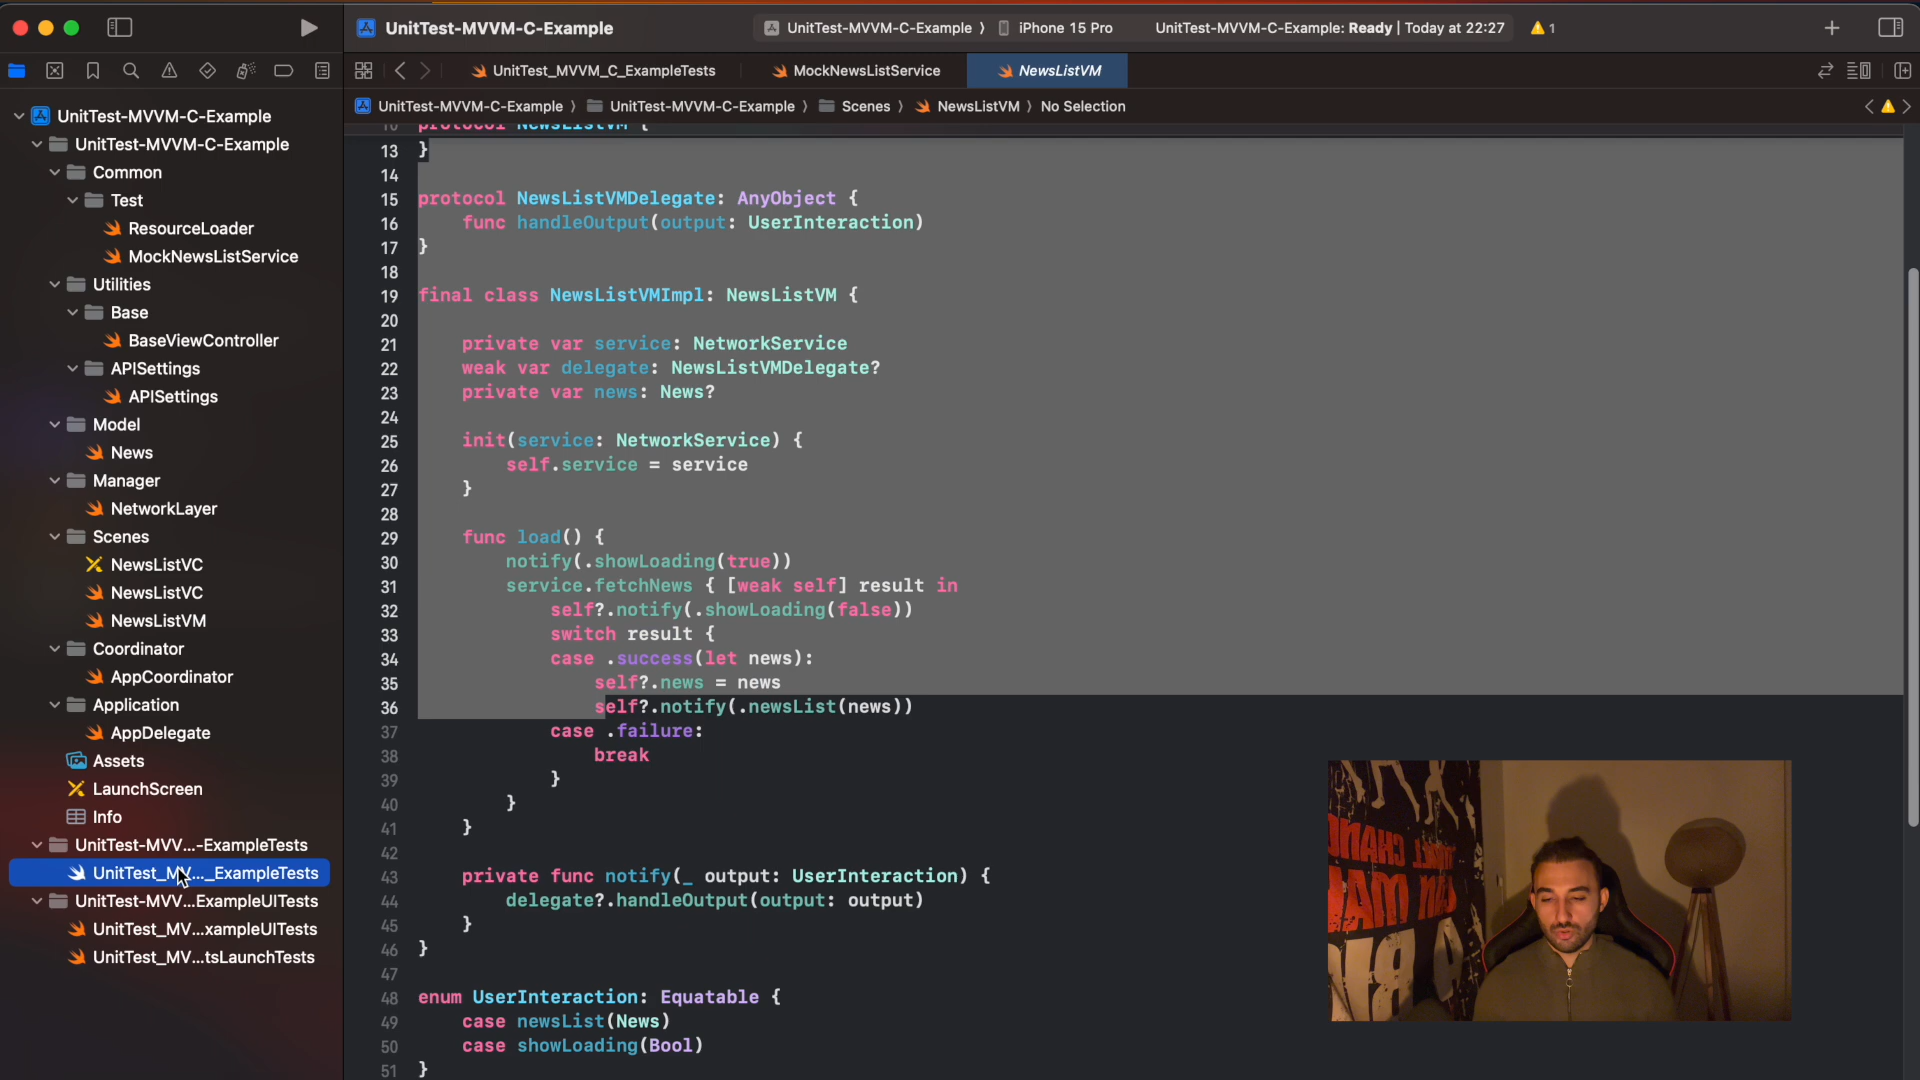 UnitTest-MVVM-C-Example
UnitTest-MVVM-C-Example 〉 iPhone 15 Pro
UnitTest-MVVM-C-Example: Ready | Today at 22:27
1
UnitTest_MVVM_C_ExampleTests
MockNewsListService
NewsListVM
UnitTest-MVVM-C-Example 〉 UnitTest-MVVM-C-Example 〉 Scenes 〉 NewsListVM 〉 No Selection
UnitTest-MVVM-C-Example
UnitTest-MVVM-C-Example
Common
Test
ResourceLoader
MockNewsListService
Utilities
Base
BaseViewController
APISettings
APISettings
Model
News
Manager
NetworkLayer
Scenes
NewsListVC
NewsListVC
NewsListVM
Coordinator
AppCoordinator
Application
AppDelegate
Assets
LaunchScreen
Info
UnitTest-MVV...-ExampleTests
UnitTest_MV..._ExampleTests
UnitTest-MVV...ExampleUITests
UnitTest_MV...xampleUITests
UnitTest_MV...tsLaunchTests
10 protocol NewsListVM {
13 }
14
15 protocol NewsListVMDelegate: AnyObject {
16 func handleOutput(output: UserInteraction)
17 }
18
19 final class NewsListVMImpl: NewsListVM {
20
21 private var service: NetworkService
22 weak var delegate: NewsListVMDelegate?
23 private var news: News?
24
25 init(service: NetworkService) {
26 self.service = service
27 }
28
29 func load() {
30 notify(.showLoading(true))
31 service.fetchNews { [weak self] result in
32 self?.notify(.showLoading(false))
33 switch result {
34 case .success(let news):
35 self?.news = news
36 self?.notify(.newsList(news))
37 case .failure:
38 break
39 }
40 }
41 }
42
43 private func notify(_ output: UserInteraction) {
44 delegate?.handleOutput(output: output)
45 }
46 }
47
48 enum UserInteraction: Equatable {
49 case newsList(News)
50 case showLoading(Bool)
51 }